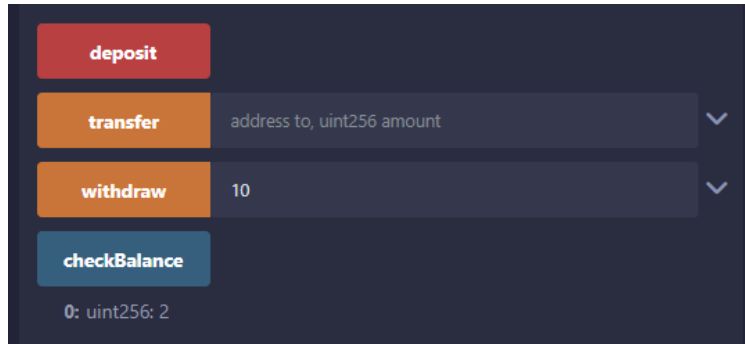 deposit
transfer address to, uint256 amount
withdraw 10
checkBalance
0: uint256: 2